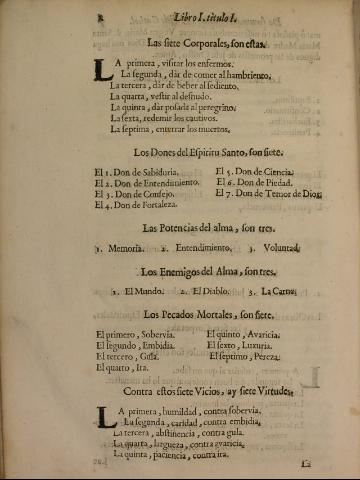 8 Libro I. titulo I.
Las siete Corporales, son estas.
LA primera, visitar los enfermos.
La segunda, dàr de comer al hambriento.
La tercera, dàr de beber al sediento.
La quarta, vestir al desnudo.
La quinta, dàr posada al peregrino.
La sexta, redemir los cautivos.
La septima, enterrar los muertos.
Los Dones del Espiritu Santo, son siete.
El 1. Don de Sabiduria. El 5. Don de Ciencia.
El 2. Don de Entendimiento. El 6. Don de Piedad.
El 3. Don de Consejo. El 7. Don de Temor de Dios.
El 4. Don de Fortaleza.
Las Potencias del alma, son tres.
1. Memoria. 2. Entendimiento. 3. Voluntad.
Los Enemigos del Alma, son tres.
1. El Mundo. 2. El Diablo. 3. La Carne.
Los Pecados Mortales, son siete.
El primero, Sobervia. El quinto, Avaricia.
El segundo, Embidia. El sexto, Luxuria.
El tercero, Gula. El septimo, Pereza.
El quarto, Ira.
Contra estos siete Vicios, ay siete Virtudes.
LA primera, humildad, contra sobervia.
La segunda, caridad, contra embidia.
La tercera, abstinencia, contra gula.
La quarta, largueza, contra avaricia.
La quinta, paciencia, contra ira.
La